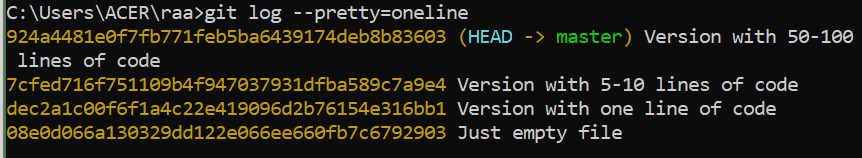 C:\Users\ACER\raa>git log --pretty=oneline
924a4481e0f7fb771feb5ba6439174deb8b83603 (HEAD -> master) Version with 50-100
 lines of code
7cfed716f751109b4f947037931dfba589c7a9e4 Version with 5-10 lines of code
dec2a1c00f6f1a4c22e419096d2b76154e316bb1 Version with one line of code
08e0d066a130329dd122e066ee660fb7c6792903 Just empty file